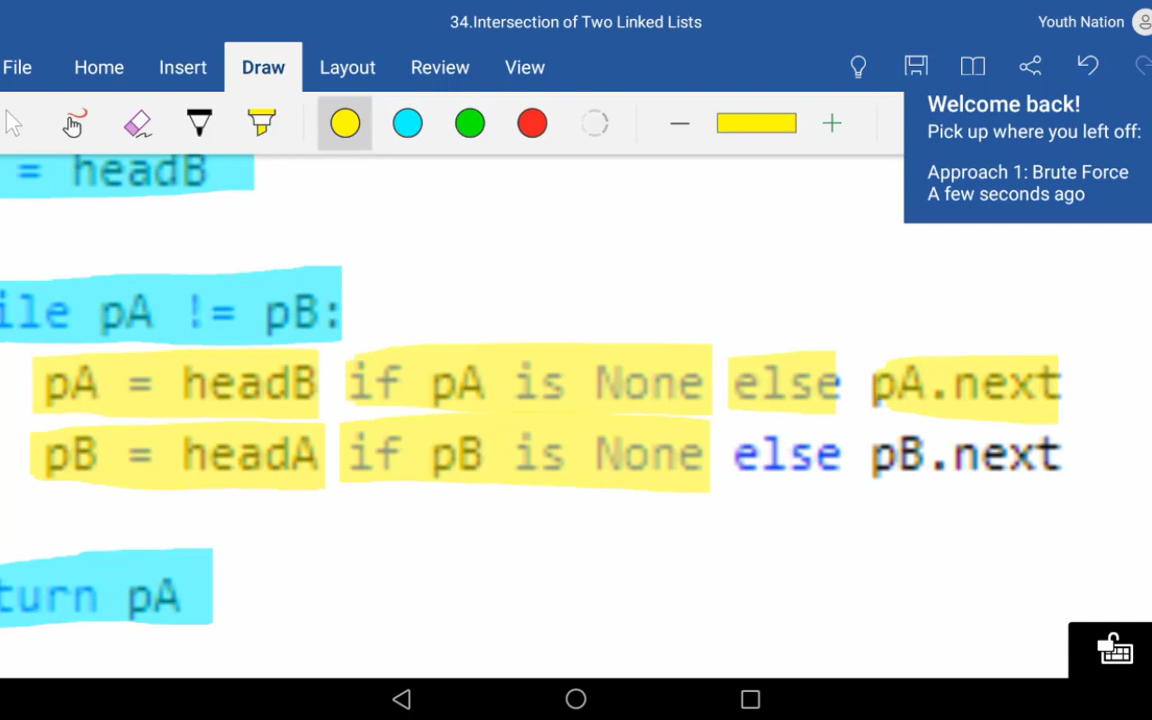 34.Intersection of Two Linked Lists
Youth Nation
File Home Insert Draw Layout Review View
Welcome back!
Pick up where you left off:
Approach 1: Brute Force
A few seconds ago
= headB
ile pA != pB:
pA = headB if pA is None else pA.next
pB = headA if pB is None else pB.next
turn pA